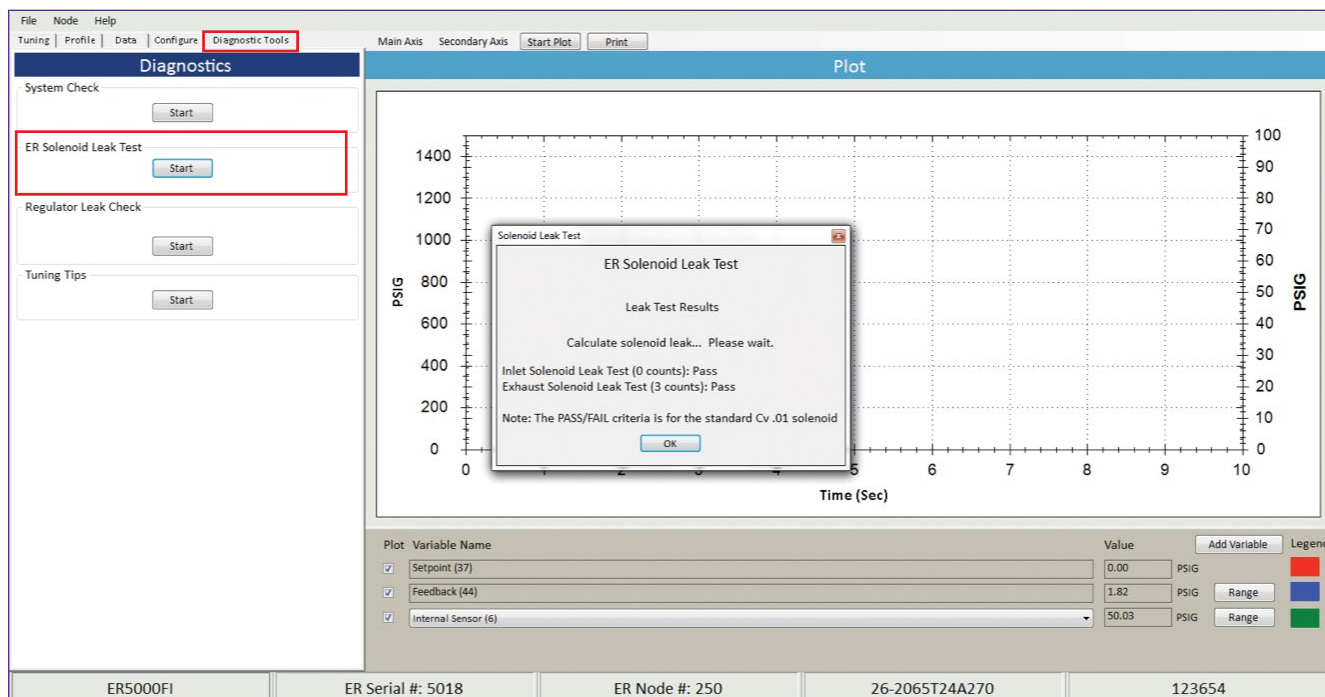 File Node Help
Tuning Profile Data Configure Diagnostic Tools
Main Axis Secondary Axis Start Plot Print
Diagnostics
System Check
Start
ER Solenoid Leak Test
Start
Regulator Leak Check
Start
Tuning Tips
Start
Plot
PSIG
1400
1200
1000
800
600
400
200
0
100
90
80
70
60
50
40
30
20
10
0
PSIG
0 1 2 3 4 5 6 7 8 9 10
Time (Sec)
Solenoid Leak Test
ER Solenoid Leak Test
Leak Test Results
Calculate solenoid leak... Please wait.
Inlet Solenoid Leak Test (0 counts): Pass
Exhaust Solenoid Leak Test (3 counts): Pass
Note: The PASS/FAIL criteria is for the standard Cv .01 solenoid
OK
Plot Variable Name Value Add Variable Legen
Setpoint (37) 0.00 PSIG
Feedback (44) 1.82 PSIG Range
Internal Sensor (6) 50.03 PSIG Range
ER5000FI ER Serial #: 5018 ER Node #: 250 26-2065T24A270 123654